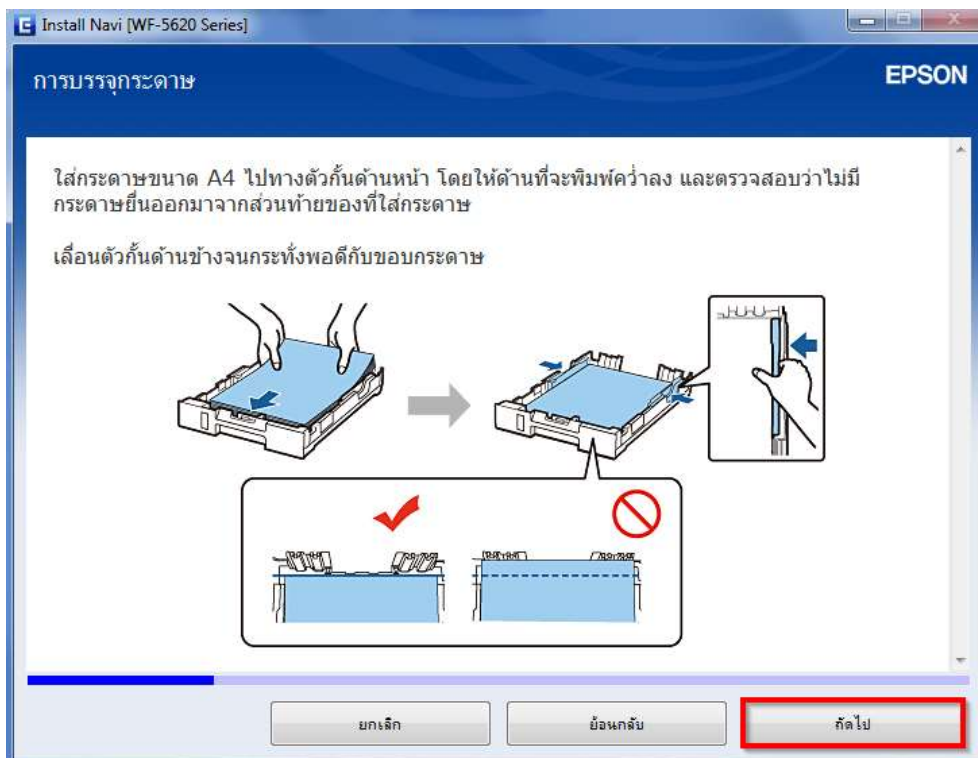 Install Navi [WF-5620 Series]
การบรรจุกระดาษ
EPSON
ใส่กระดาษขนาด A4 ไปทางตัวกั้นด้านหน้า โดยให้ด้านที่จะพิมพ์คว่ำลง และตรวจสอบว่าไม่มี
กระดาษยื่นออกมาจากส่วนท้ายของที่ใส่กระดาษ
เลื่อนตัวกั้นด้านข้างจนกระทั่งพอดีกับขอบกระดาษ
ยกเลิก
ย้อนกลับ
ถัดไป